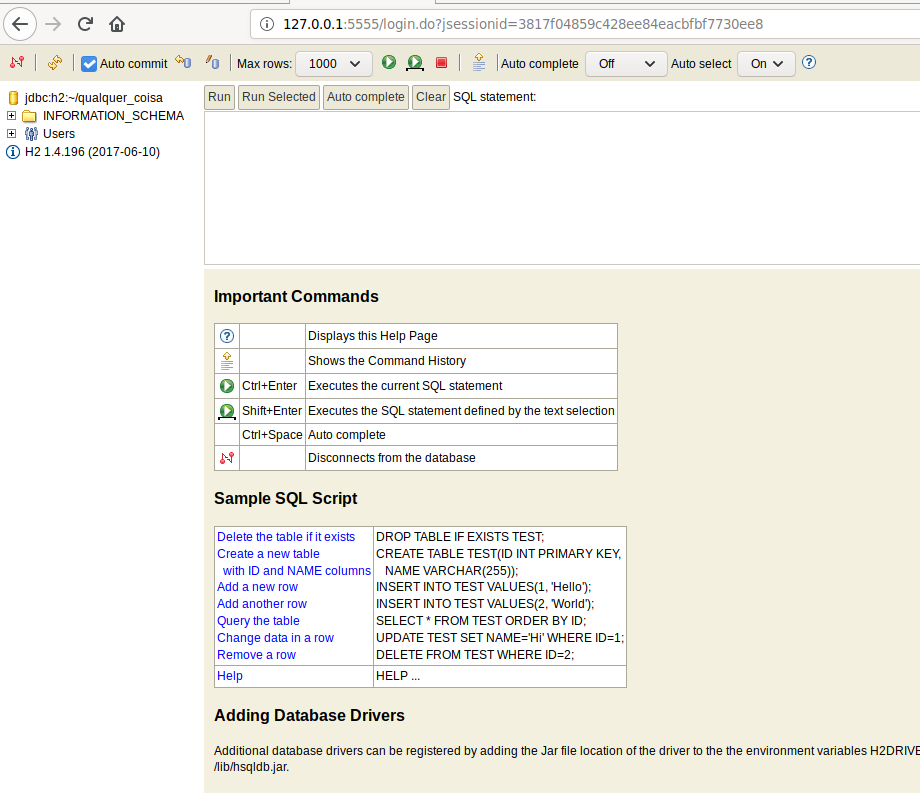 127.0.0.1:5555/login.do?jsessionid=3817f04859c428ee84eacbfbf7730ee8
Auto commit Max rows: 1000 Auto complete Off Auto select On
jdbc:h2:~/qualquer_coisa
INFORMATION_SCHEMA
Users
H2 1.4.196 (2017-06-10)
Run Run Selected Auto complete Clear SQL statement:
Important Commands
Displays this Help Page
Shows the Command History
Ctrl+Enter Executes the current SQL statement
Shift+Enter Executes the SQL statement defined by the text selection
Ctrl+Space Auto complete
Disconnects from the database
Sample SQL Script
Delete the table if it exists DROP TABLE IF EXISTS TEST;
Create a new table CREATE TABLE TEST(ID INT PRIMARY KEY,
with ID and NAME columns NAME VARCHAR(255));
Add a new row INSERT INTO TEST VALUES(1, 'Hello');
Add another row INSERT INTO TEST VALUES(2, 'World');
Query the table SELECT * FROM TEST ORDER BY ID;
Change data in a row UPDATE TEST SET NAME='Hi' WHERE ID=1;
Remove a row DELETE FROM TEST WHERE ID=2;
Help HELP ...
Adding Database Drivers
Additional database drivers can be registered by adding the Jar file location of the driver to the the environment variables H2DRIVE
/lib/hsqldb.jar.